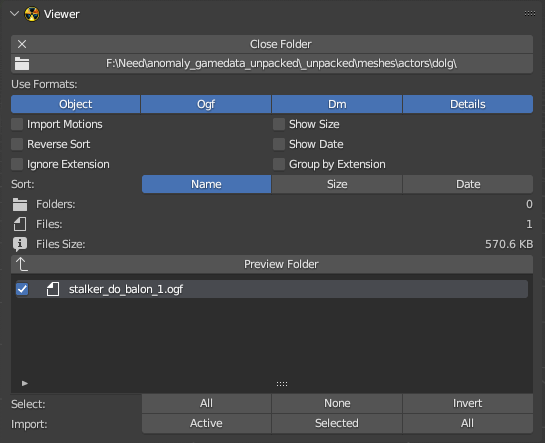 Viewer
Close Folder
F:\Need\anomaly_gamedata_unpacked\_unpacked\meshes\actors\dolg\
Use Formats:
Object Ogf Dm Details
Import Motions Show Size
Reverse Sort Show Date
Ignore Extension Group by Extension
Sort: Name Size Date
Folders: 0
Files: 1
Files Size: 570.6 KB
Preview Folder
stalker_do_balon_1.ogf
Select: All None Invert
Import: Active Selected All